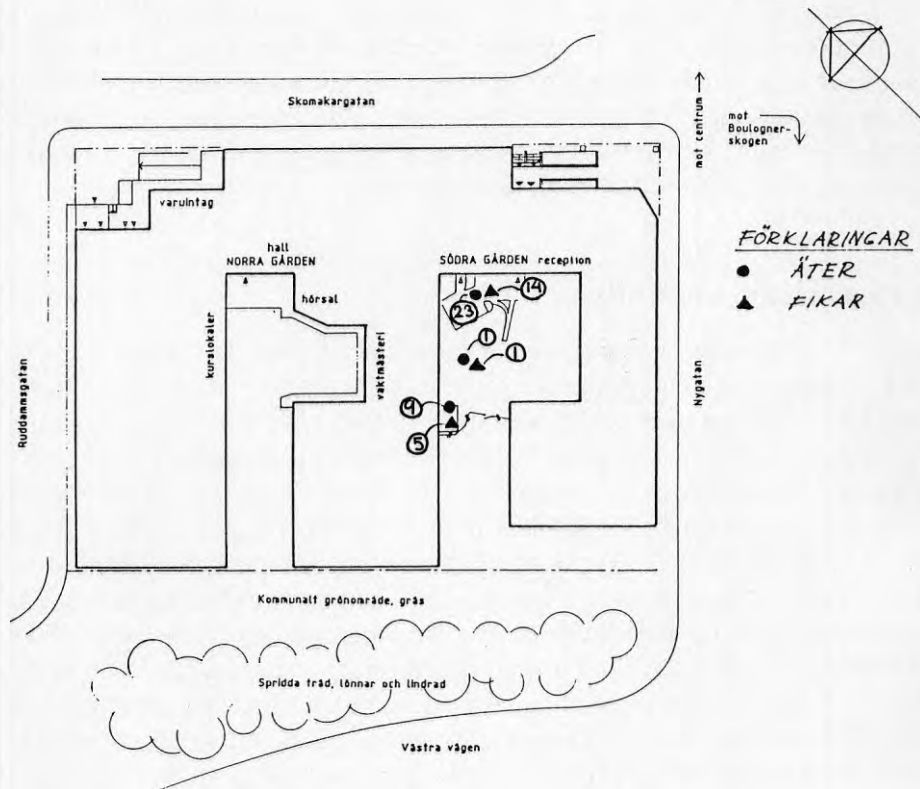 Skomakargatan
mot centrum
mot
Boulogner-
skogen
varuintag
hall
NORRA GÅRDEN
SÖDRA GÅRDEN reception
FÖRKLARINGAR
ÄTER
FIKAR
14
23
hörsal
1
1
kurslokaler
vaktmästeri
Ruddammsgatan
Nygatan
9
5
Kommunalt grönområde, gräs
Spridda träd, lönnar och lindrad
Västra vägen